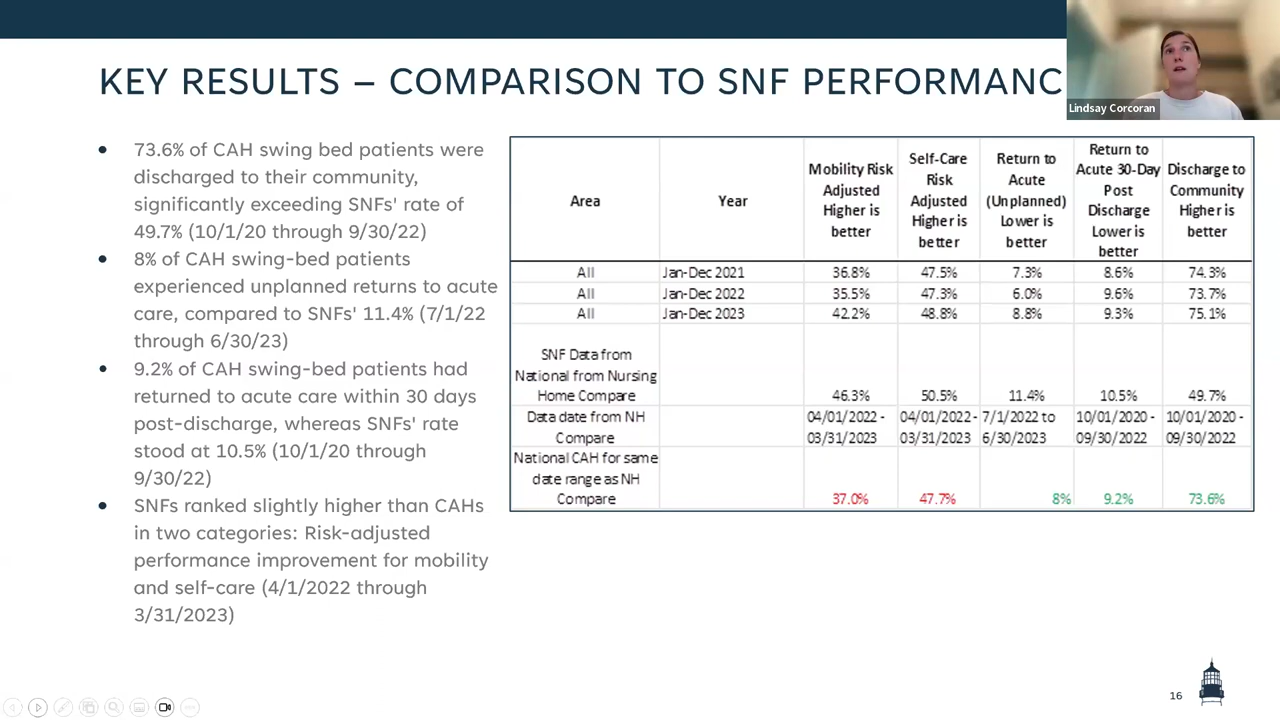 KEY RESULTS – COMPARISON TO SNF PERFORMANC
Lindsay Corcoran
• 73.6% of CAH swing bed patients were
discharged to their community,
significantly exceeding SNFs' rate of
49.7% (10/1/20 through 9/30/22)
• 8% of CAH swing-bed patients
experienced unplanned returns to acute
care, compared to SNFs' 11.4% (7/1/22
through 6/30/23)
• 9.2% of CAH swing-bed patients had
returned to acute care within 30 days
post-discharge, whereas SNFs' rate
stood at 10.5% (10/1/20 through
9/30/22)
• SNFs ranked slightly higher than CAHs
in two categories: Risk-adjusted
performance improvement for mobility
and self-care (4/1/2022 through
3/31/2023)
Area
Year
Mobility Risk
Adjusted
Higher is
better
Self-Care
Risk
Adjusted
Higher is
better
Return to
Acute
(Unplanned)
Lower is
better
Return to
Acute 30-Day
Post
Discharge
Lower is
better
Discharge to
Community
Higher is
better
All Jan-Dec 2021 36.8% 47.5% 7.3% 8.6% 74.3%
All Jan-Dec 2022 35.5% 47.3% 6.0% 9.6% 73.7%
All Jan-Dec 2023 42.2% 48.8% 8.8% 9.3% 75.1%
SNF Data from
National from Nursing
Home Compare 46.3% 50.5% 11.4% 10.5% 49.7%
Data date from NH 04/01/2022 - 04/01/2022 - 7/1/2022 to 10/01/2020 - 10/01/2020 -
Compare 03/31/2023 03/31/2023 6/30/2023 09/30/2022 09/30/2022
National CAH for same
date range as NH
Compare 37.0% 47.7% 8% 9.2% 73.6%
16